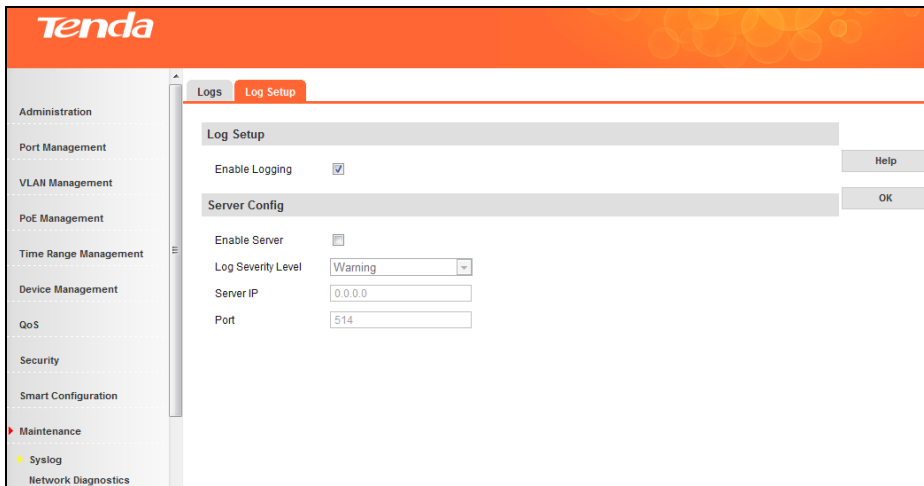 Tenda
Logs
Log Setup
Administration
Port Management
VLAN Management
PoE Management
Time Range Management
Device Management
QoS
Security
Smart Configuration
Maintenance
Syslog
Network Diagnostics
Log Setup
Enable Logging
Server Config
Enable Server
Log Severity Level Warning
Server IP 0.0.0.0
Port 514
Help
OK